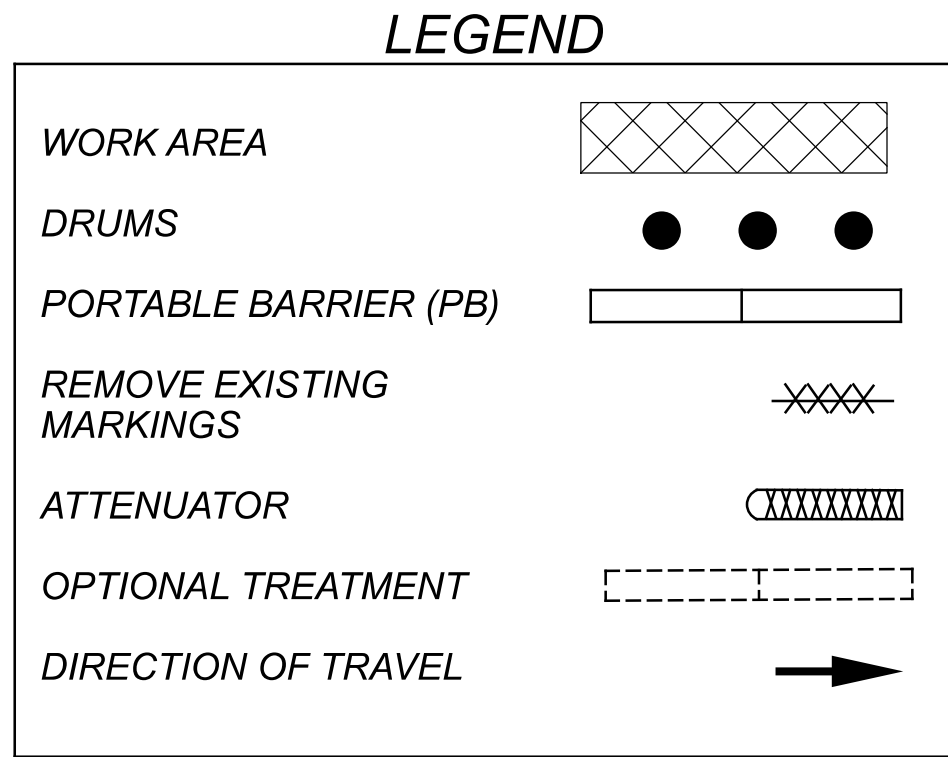 LEGEND
WORK AREA
DRUMS
PORTABLE BARRIER (PB)
REMOVE EXISTING
MARKINGS
ATTENUATOR
OPTIONAL TREATMENT
DIRECTION OF TRAVEL